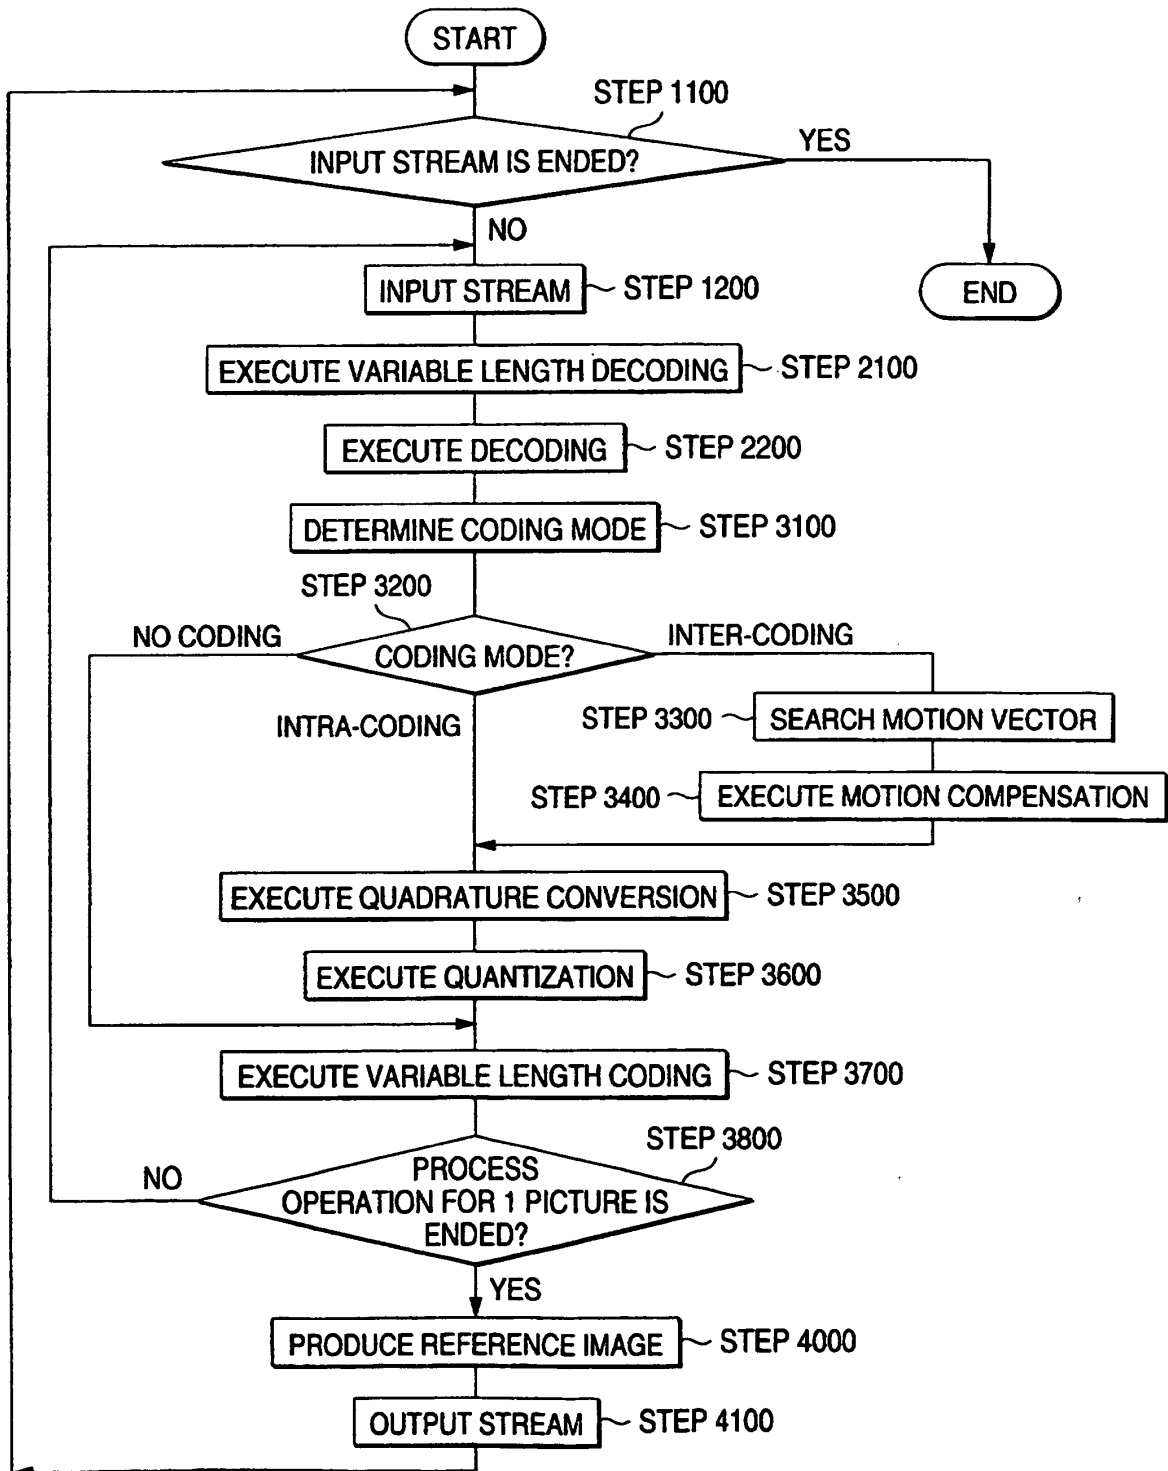 START
STEP 1100
INPUT STREAM IS ENDED?
YES
NO
INPUT STREAM
STEP 1200
END
EXECUTE VARIABLE LENGTH DECODING
STEP 2100
EXECUTE DECODING
STEP 2200
DETERMINE CODING MODE
STEP 3100
STEP 3200
NO CODING
CODING MODE?
INTER-CODING
INTRA-CODING
STEP 3300
SEARCH MOTION VECTOR
STEP 3400
EXECUTE MOTION COMPENSATION
EXECUTE QUADRATURE CONVERSION
STEP 3500
EXECUTE QUANTIZATION
STEP 3600
EXECUTE VARIABLE LENGTH CODING
STEP 3700
STEP 3800
NO
PROCESS
OPERATION FOR 1 PICTURE IS
ENDED?
YES
PRODUCE REFERENCE IMAGE
STEP 4000
OUTPUT STREAM
STEP 4100